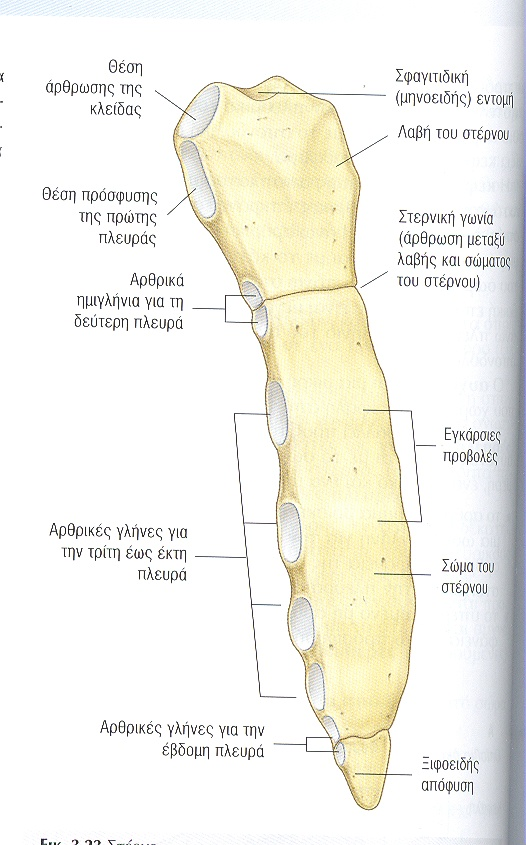 Θέση
άρθρωσης της
κλείδας
Σφαγιτιδική
(μηνοειδής) εντομή
Λαβή του στέρνου
Θέση πρόσφυσης
της πρώτης
πλευράς
Στερνική γωνία
(άρθρωση μεταξύ
λαβής και σώματος
του στέρνου)
Αρθρικά
ημιγλήνια για τη
δεύτερη πλευρά
Εγκάρσιες
προβολές
Αρθρικές γλήνες για
την τρίτη έως έκτη
πλευρά
Σώμα του
στέρνου
Αρθρικές γλήνες για την
έβδομη πλευρά
Ξιφοειδής
απόφυση